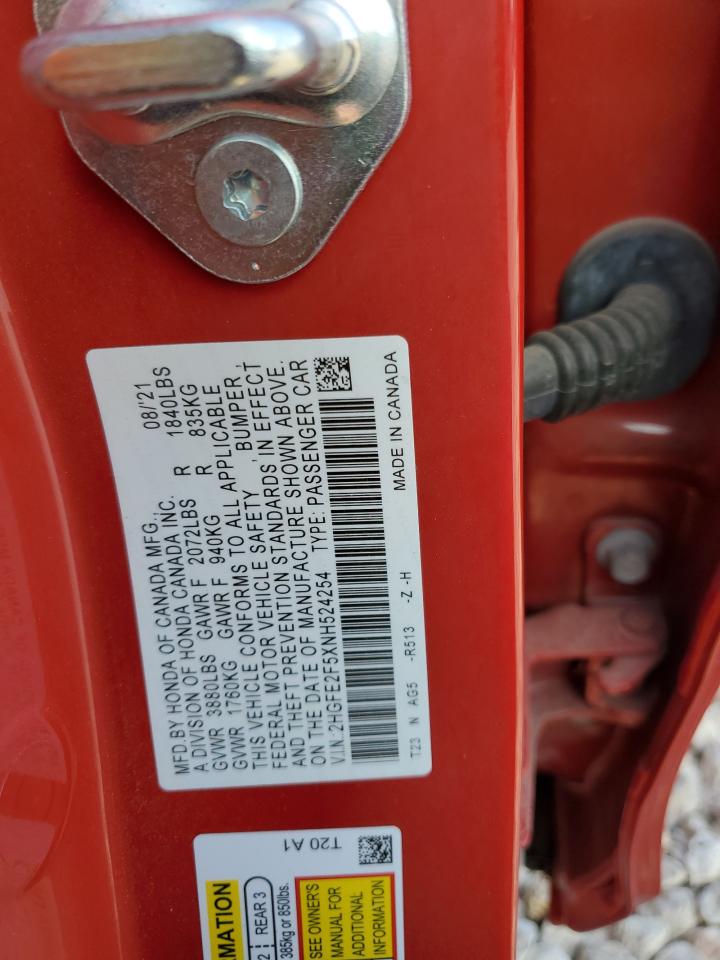 MFD.BY HONDA OF CANADA MFG., 08/'21
A DIVISION OF HONDA CANADA INC.
GVWR 3880LBS GAWR F 2072LBS R 1840LBS
GVWR 1760KG GAWR F 940KG R 835KG
THIS VEHICLE CONFORMS TO ALL APPLICABLE
FEDERAL MOTOR VEHICLE SAFETY , BUMPER ,
AND THEFT PREVENTION STANDARDS IN EFFECT
ON THE DATE OF MANUFACTURE SHOWN ABOVE.
V.I.N.:2HGFE2F5XNH524254 TYPE: PASSENGER CAR
T23 N AG5 -R513 -Z -H
MADE IN CANADA
T20 A1
MATION
2 REAR 3
385kg or 850lbs.
SEE OWNER'S
MANUAL FOR
ADDITIONAL
INFORMATION